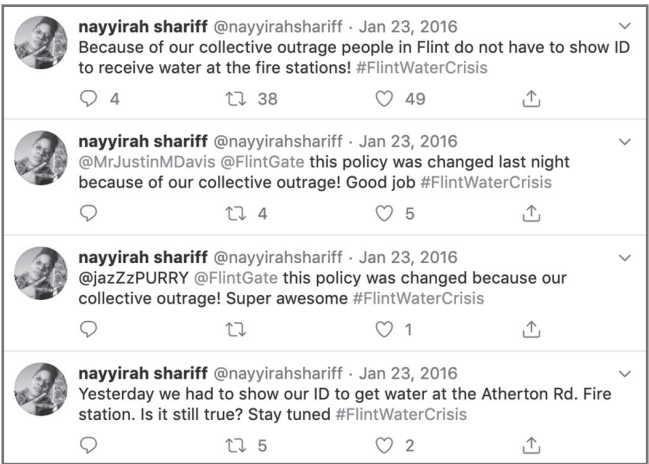 nayyirah shariff @nayyirahshariff · Jan 23, 2016
Because of our collective outrage people in Flint do not have to show ID
to receive water at the fire stations! #FlintWaterCrisis
4 38 49
nayyirah shariff @nayyirahshariff · Jan 23, 2016
@MrJustinMDavis @FlintGate this policy was changed last night
because of our collective outrage! Good job #FlintWaterCrisis
4 5
nayyirah shariff @nayyirahshariff · Jan 23, 2016
@jazZzPURRY @FlintGate this policy was changed because our
collective outrage! Super awesome #FlintWaterCrisis
1
nayyirah shariff @nayyirahshariff · Jan 23, 2016
Yesterday we had to show our ID to get water at the Atherton Rd. Fire
station. Is it still true? Stay tuned #FlintWaterCrisis
5 2